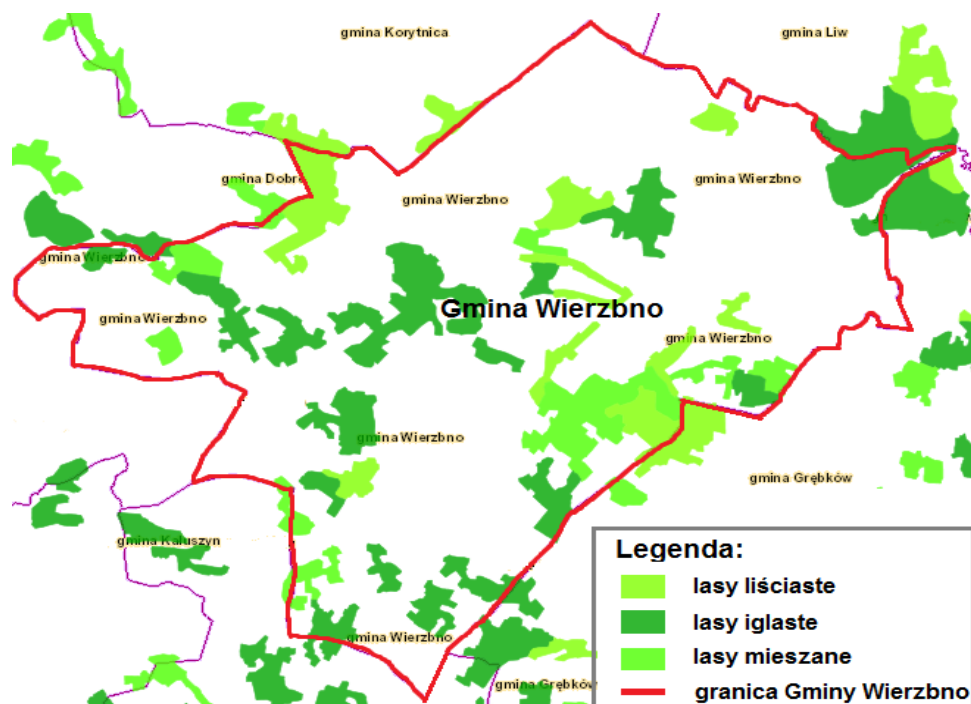 gmina Korytnica
gmina Liw
gmina Dobre
gmina Wierzbno
gmina Wierzbno
gmina Wierzbno
gmina Wierzbno
Gmina Wierzbno
gmina Wierzbno
gmina Wierzbno
gmina Grębków
gmina Kałuszyn
gmina Wierzbno
gmina Grębków
Legenda:
lasy liściaste
lasy iglaste
lasy mieszane
granica Gminy Wierzbno